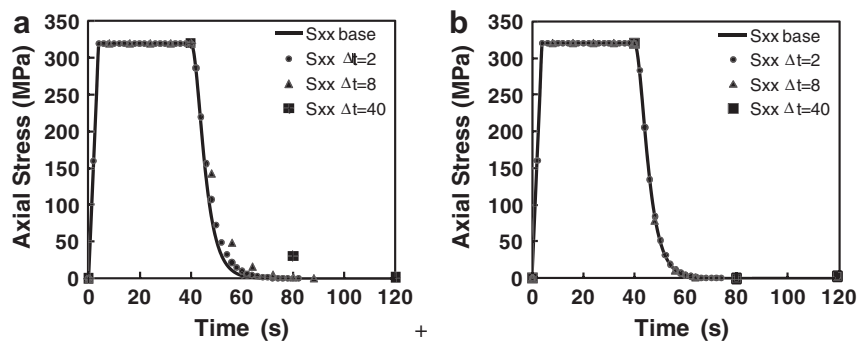 a
Sxx base
Sxx Δt=2
Sxx Δt=8
Sxx Δt=40
350
300
250
200
150
100
50
0
Axial Stress (MPa)
0 20 40 60 80 100 120
Time (s)
+
b
Sxx base
Sxx Δt=2
Sxx Δt=8
Sxx Δt=40
350
300
250
200
150
100
50
0
Axial Stress (MPa)
0 20 40 60 80 100 120
Time (s)